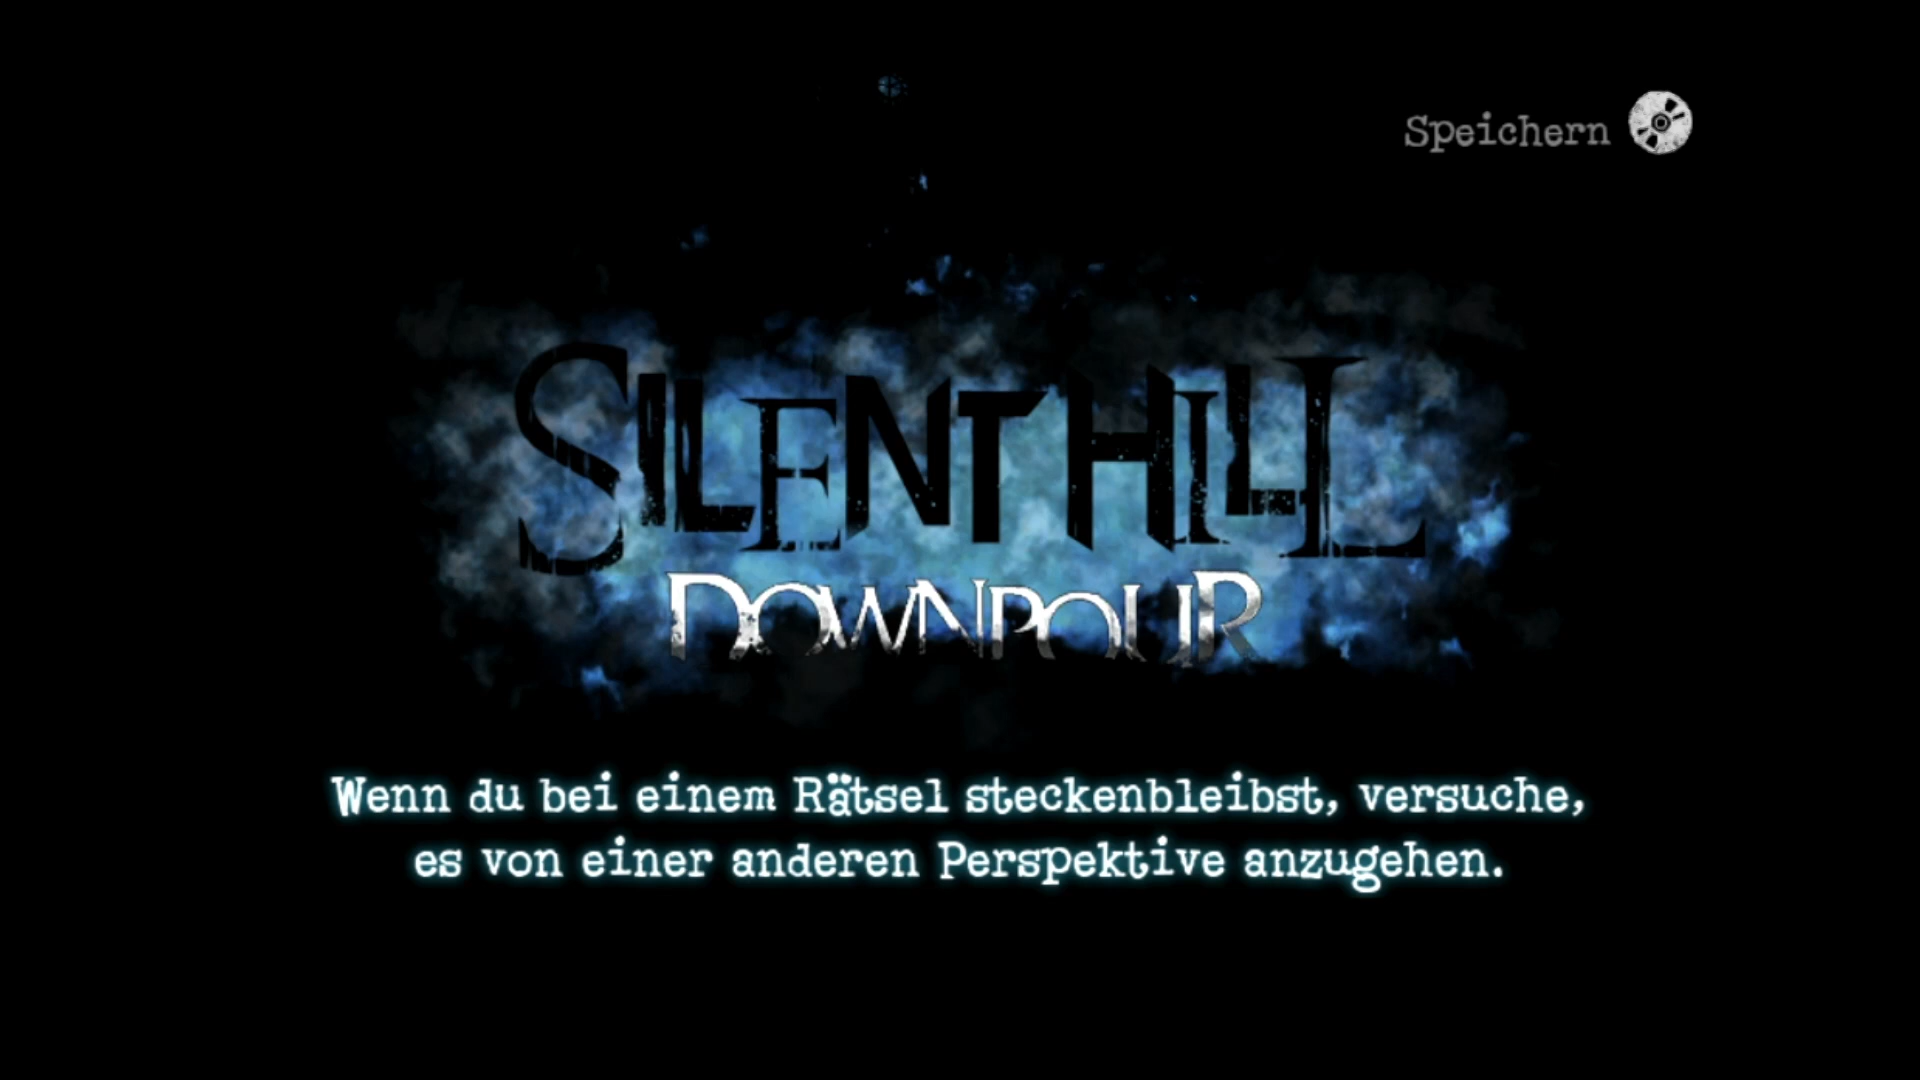 Speichern
SILENT HILL
DOWNPOUR
Wenn du bei einem Rätsel steckenbleibst, versuche,
es von einer anderen Perspektive anzugehen.